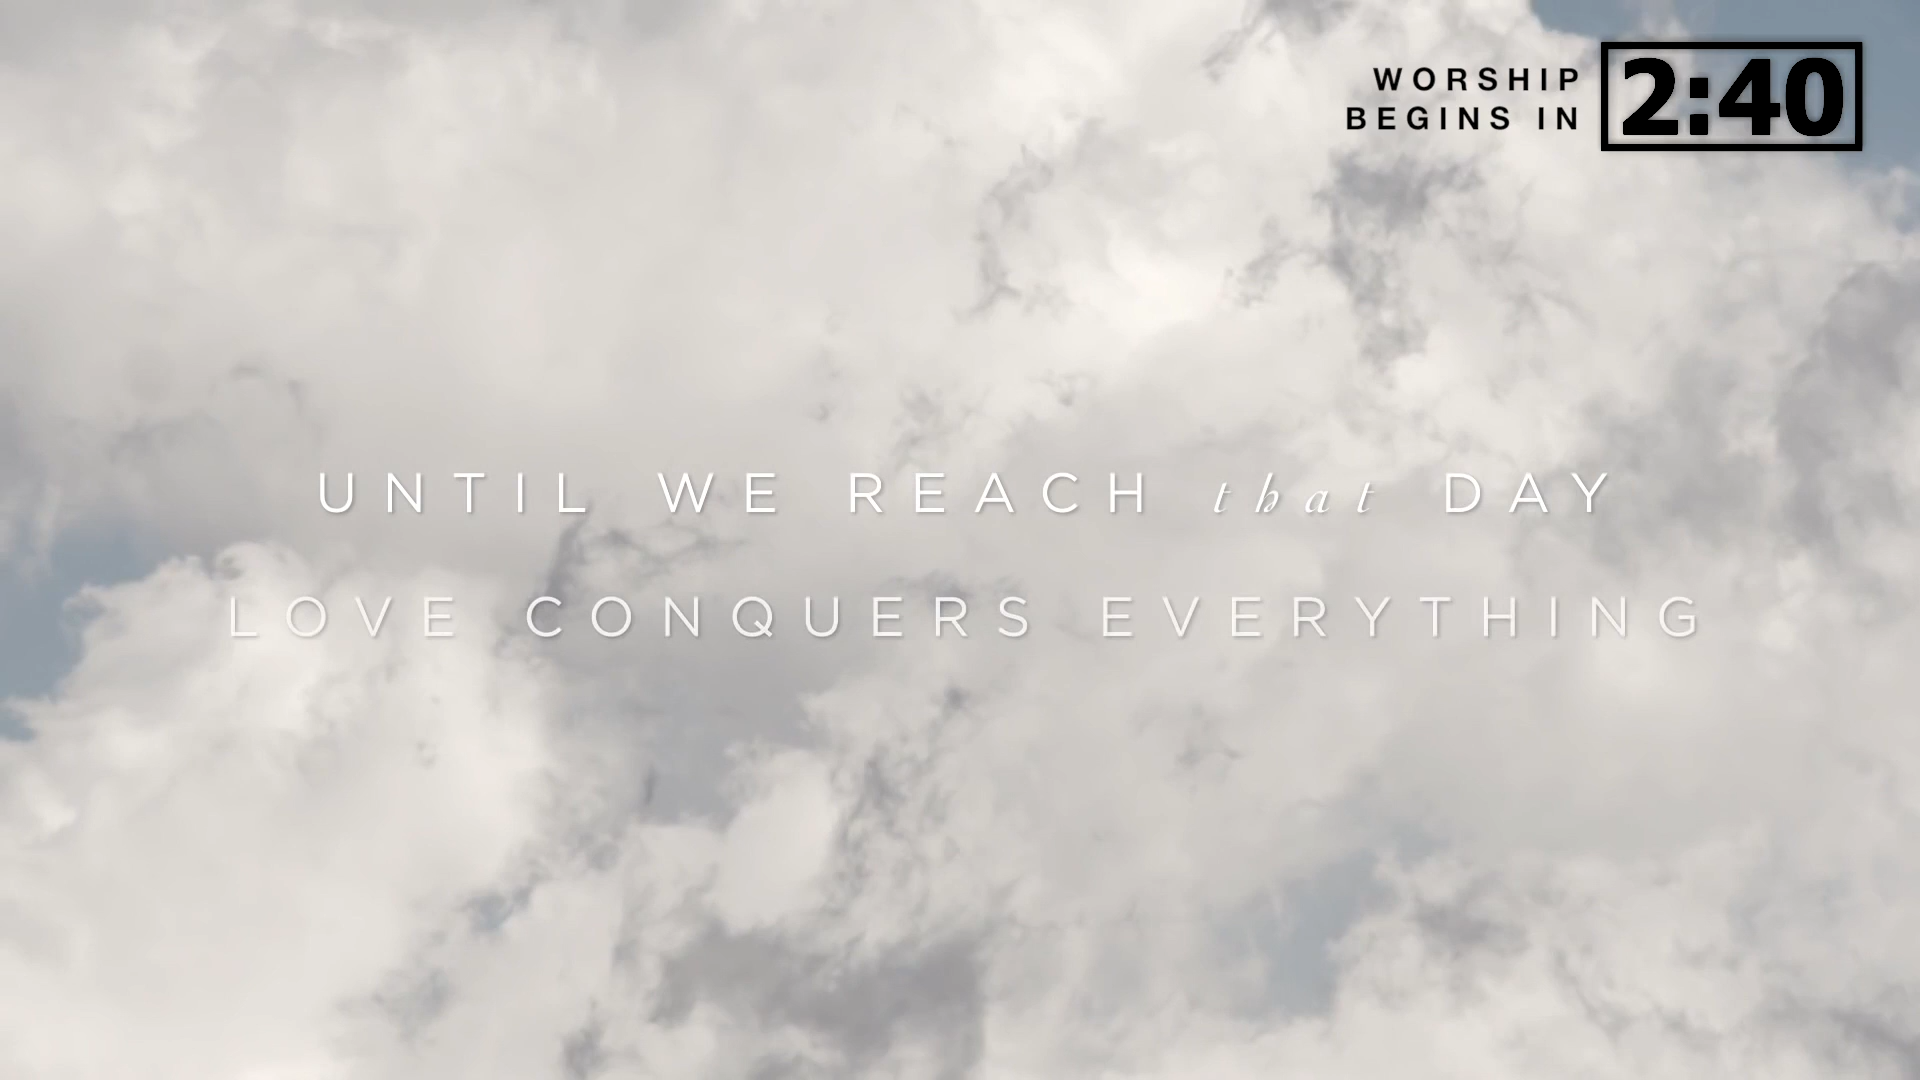 WORSHIP
BEGINS IN
2:40
UNTIL WE REACH that DAY
LOVE CONQUERS EVERYTHING